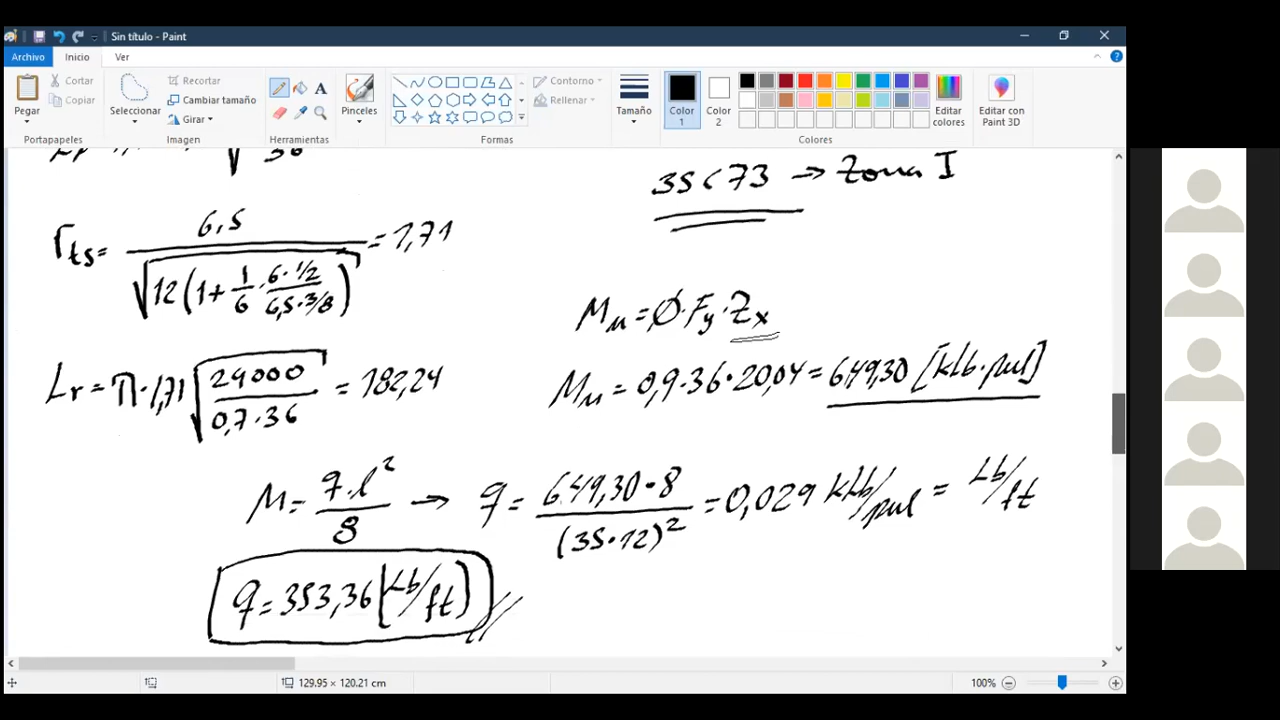 Sin título - Paint
Archivo Inicio Ver
Pegar
Cortar
Copiar
Portapapeles
Seleccionar
Recortar
Cambiar tamaño
Girar
Imagen
A
Herramientas
Pinceles
Contorno
Rellenar
Formas
Tamaño
Color 1
Color 2
Editar colores
Editar con Paint 3D
Colores
36
35<73 → Zona I
rts= 6,5 / √12(1+1/6·6·1/2 / 6,5·3/8) = 1,71
Mu=Ø·Fy·Zx
Lr=π·1,71√29000/0,7·36 = 182,24
Mu=0,9·36·20,04=649,30 [klb·pul]
M= q·l²/8 → q= 649,30·8/(35·12)² = 0,029 klb/pul = Lb/ft
q=353,36[Lb/ft]
129.95 × 120.21 cm
100%